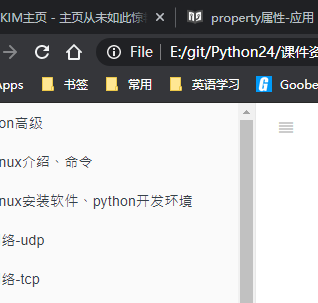 KIM主页 - 主页从未如此惊
property属性-应用
File | E:/git/Python24/课件资
Apps 书签 常用 英语学习 Goobe
on高级
nux介绍、命令
nux安装软件、python开发环境
络-udp
络-tcp